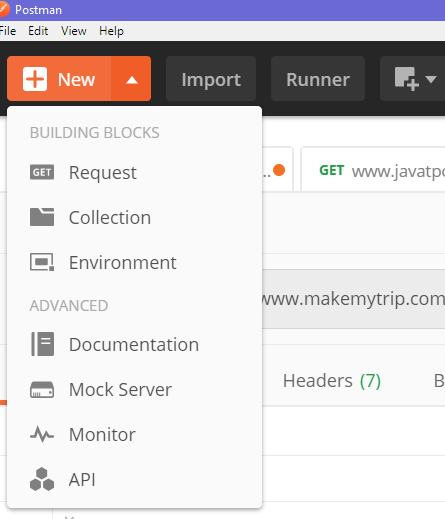 Postman
File Edit View Help
New Import Runner
BUILDING BLOCKS
GET Request
Collection
Environment
ADVANCED
Documentation
Mock Server
Monitor
API
..
GET www.javatpo
www.makemytrip.com
Headers (7) B